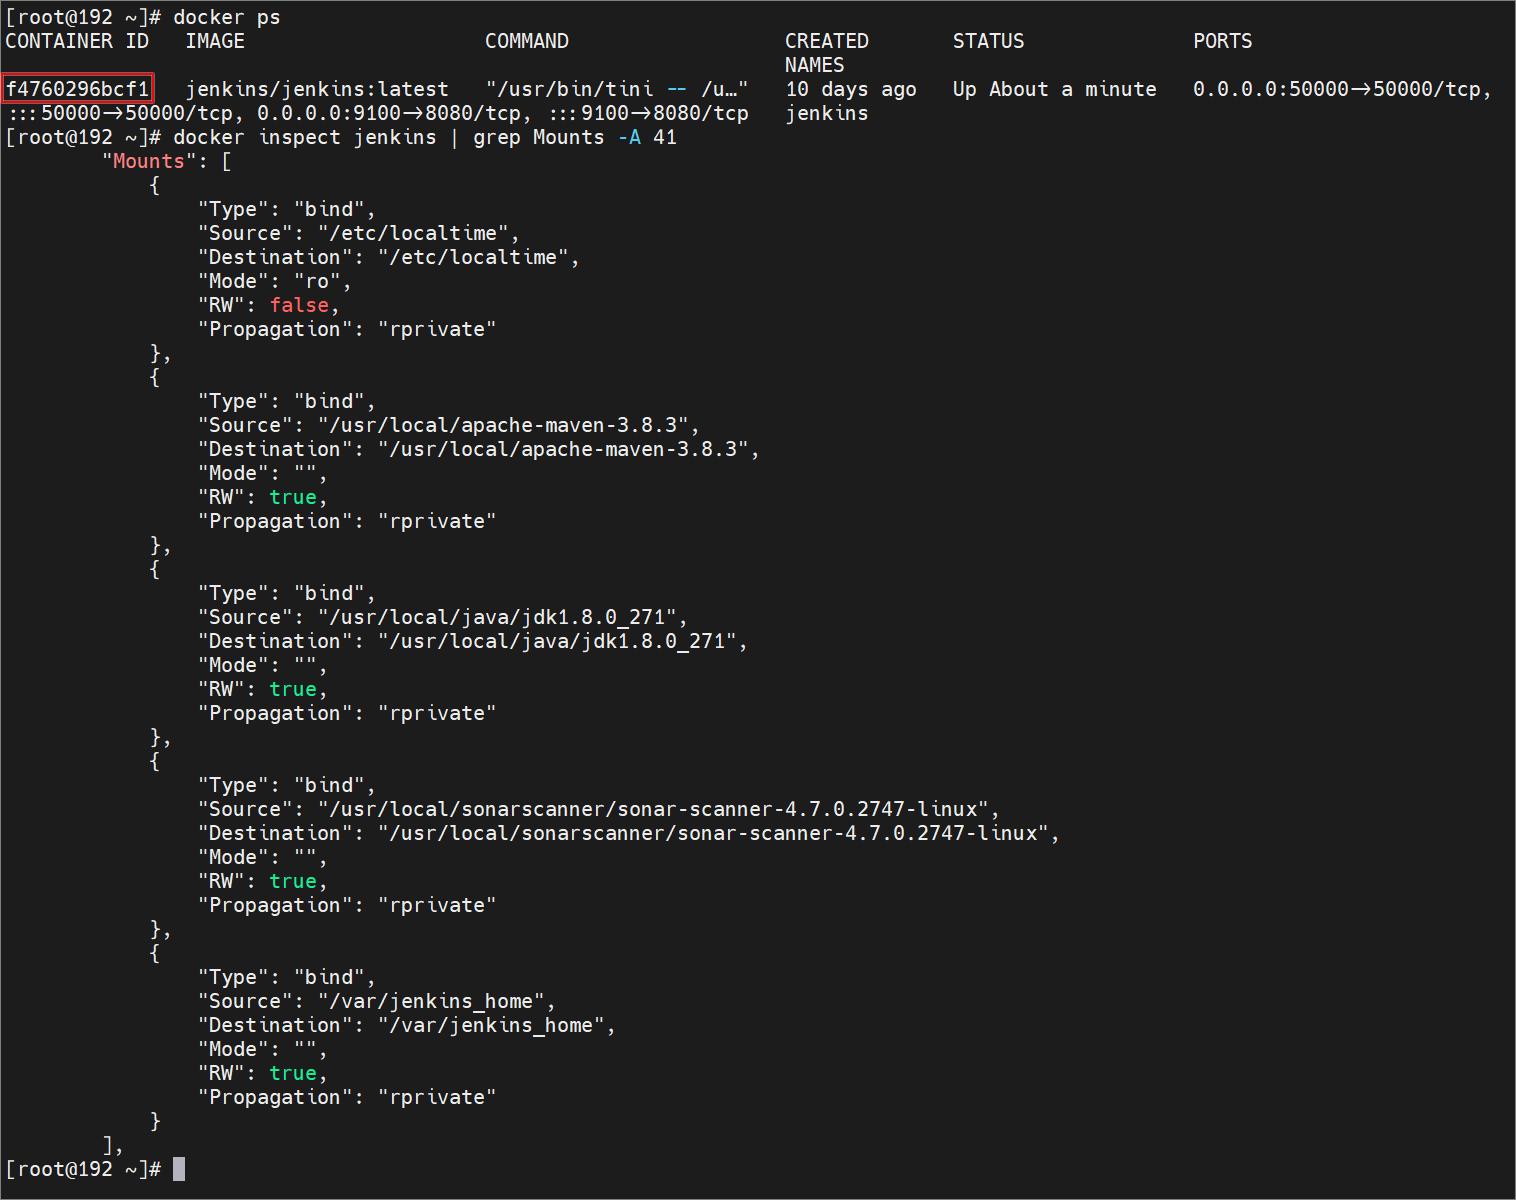 [root@192 ~]# docker ps
CONTAINER ID   IMAGE                    COMMAND                  CREATED       STATUS              PORTS
                                                                 NAMES
f4760296bcf1   jenkins/jenkins:latest   "/usr/bin/tini -- /u…"   10 days ago   Up About a minute   0.0.0.0:50000->50000/tcp,
:::50000->50000/tcp, 0.0.0.0:9100->8080/tcp, :::9100->8080/tcp   jenkins
[root@192 ~]# docker inspect jenkins | grep Mounts -A 41
        "Mounts": [
            {
                "Type": "bind",
                "Source": "/etc/localtime",
                "Destination": "/etc/localtime",
                "Mode": "ro",
                "RW": false,
                "Propagation": "rprivate"
            },
            {
                "Type": "bind",
                "Source": "/usr/local/apache-maven-3.8.3",
                "Destination": "/usr/local/apache-maven-3.8.3",
                "Mode": "",
                "RW": true,
                "Propagation": "rprivate"
            },
            {
                "Type": "bind",
                "Source": "/usr/local/java/jdk1.8.0_271",
                "Destination": "/usr/local/java/jdk1.8.0_271",
                "Mode": "",
                "RW": true,
                "Propagation": "rprivate"
            },
            {
                "Type": "bind",
                "Source": "/usr/local/sonarscanner/sonar-scanner-4.7.0.2747-linux",
                "Destination": "/usr/local/sonarscanner/sonar-scanner-4.7.0.2747-linux",
                "Mode": "",
                "RW": true,
                "Propagation": "rprivate"
            },
            {
                "Type": "bind",
                "Source": "/var/jenkins_home",
                "Destination": "/var/jenkins_home",
                "Mode": "",
                "RW": true,
                "Propagation": "rprivate"
            }
        ],
[root@192 ~]#